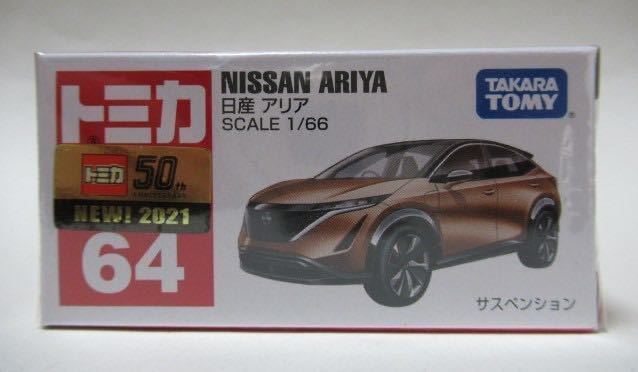 トミカ
トミカ 50th
ANNIVERSARY
NEW! 2021
64
NISSAN ARIYA
日産 アリア
SCALE 1/66
TAKARA
TOMY
サスペンション